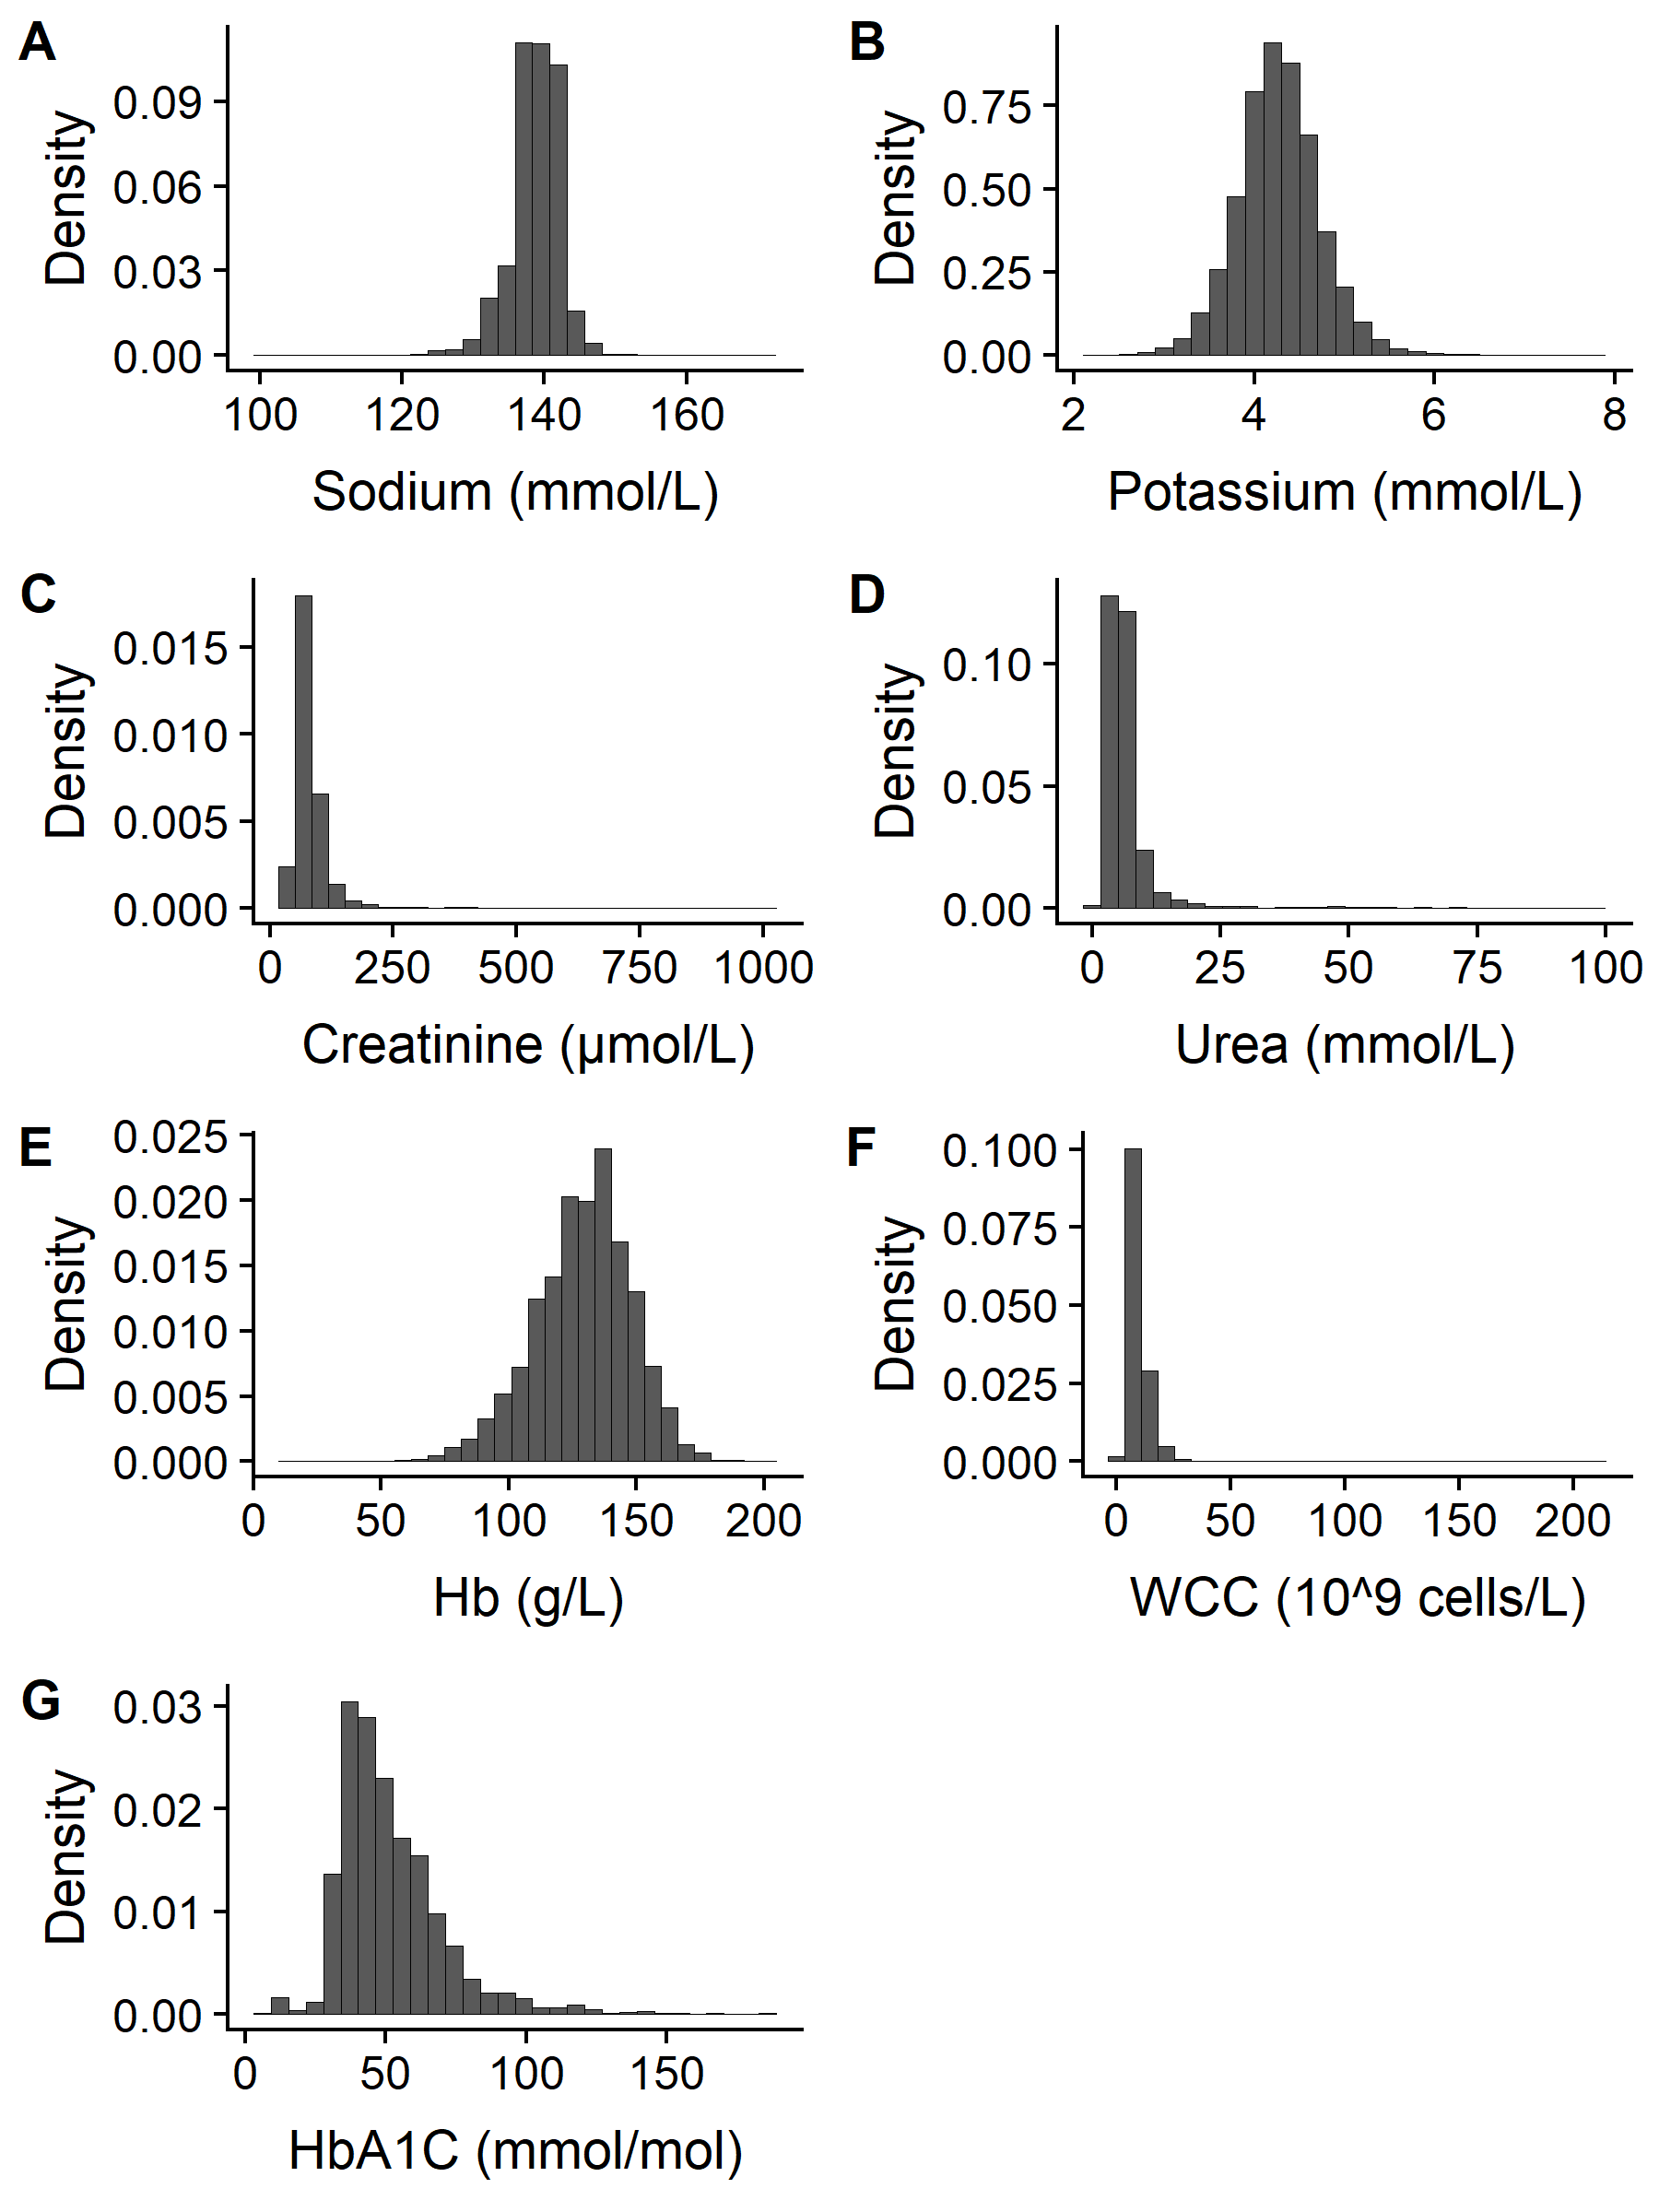 A
Density
0.09
0.06
0.03
0.00
100 120 140 160
Sodium (mmol/L)
B
Density
0.75
0.50
0.25
0.00
2 4 6 8
Potassium (mmol/L)
C
Density
0.015
0.010
0.005
0.000
0 250 500 750 1000
Creatinine (μmol/L)
D
Density
0.10
0.05
0.00
0 25 50 75 100
Urea (mmol/L)
E
Density
0.025
0.020
0.015
0.010
0.005
0.000
0 50 100 150 200
Hb (g/L)
F
Density
0.100
0.075
0.050
0.025
0.000
0 50 100 150 200
WCC (10^9 cells/L)
G
Density
0.03
0.02
0.01
0.00
0 50 100 150
HbA1C (mmol/mol)